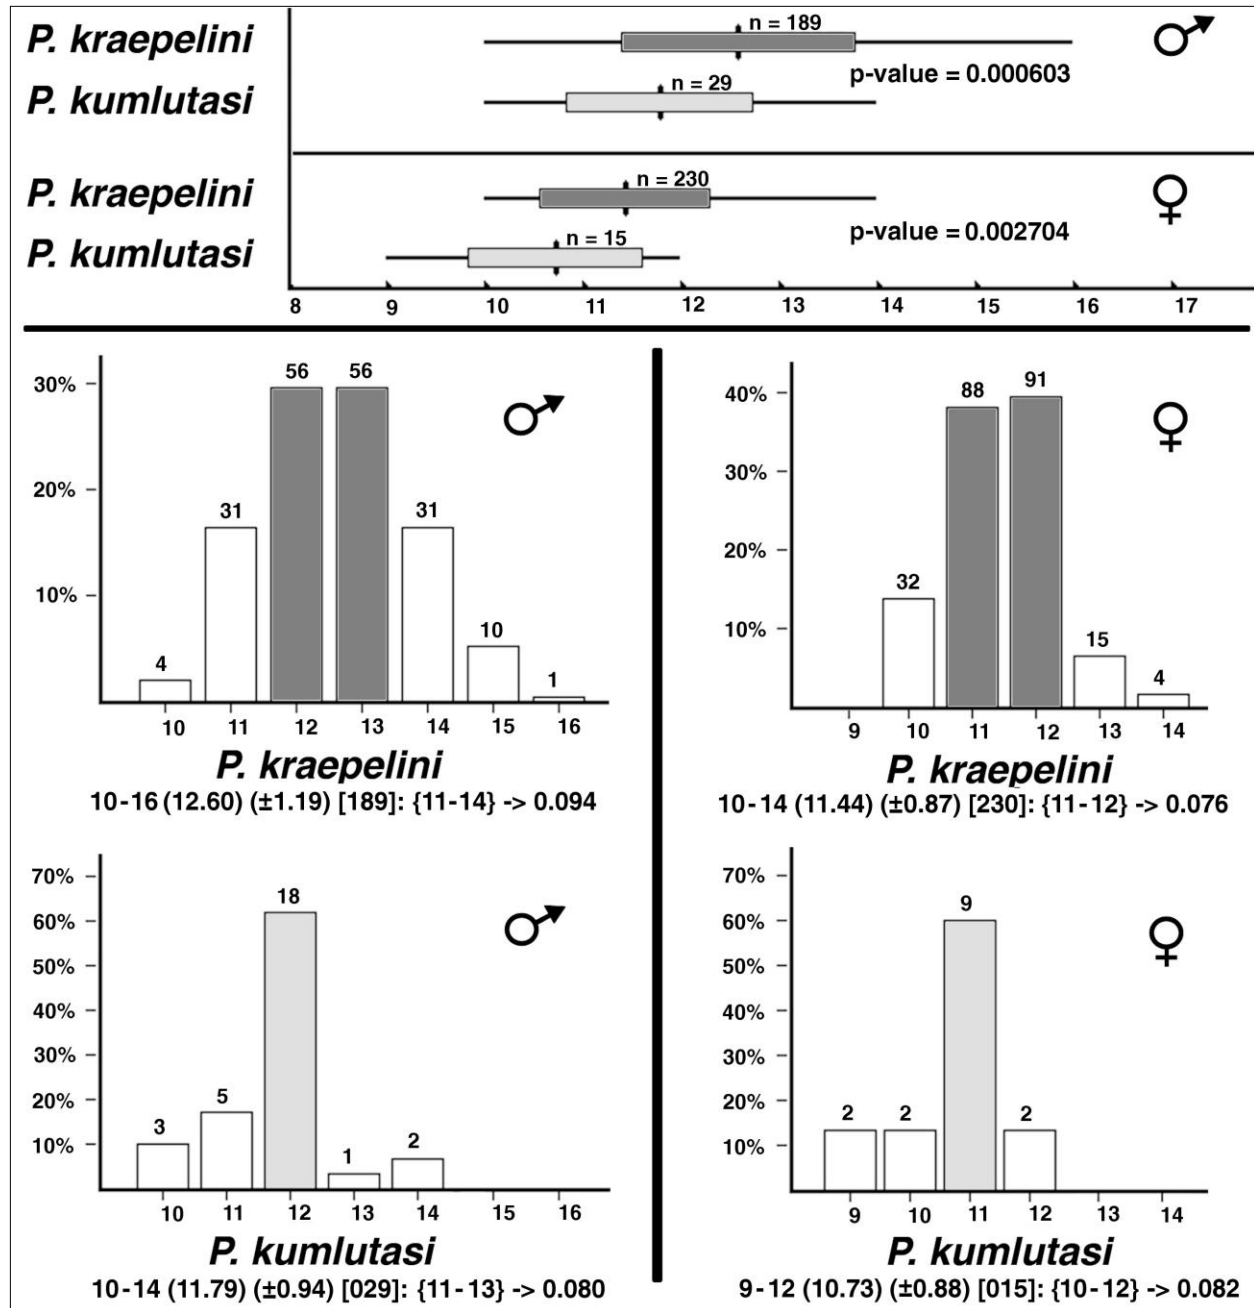 P. kraepelini
n = 189
p-value = 0.000603
P. kumlutasi
n = 29
P. kraepelini
n = 230
p-value = 0.002704
P. kumlutasi
n = 15
8 9 10 11 12 13 14 15 16 17
30%
20%
10%
4 31 56 56 31 10 1
10 11 12 13 14 15 16
P. kraepelini
10-16 (12.60) (±1.19) [189]: {11-14} -> 0.094
40%
30%
20%
10%
32 88 91 15 4
9 10 11 12 13 14
P. kraepelini
10-14 (11.44) (±0.87) [230]: {11-12} -> 0.076
70%
60%
50%
40%
30%
20%
10%
3 5 18 1 2
10 11 12 13 14 15 16
P. kumlutasi
10-14 (11.79) (±0.94) [029]: {11-13} -> 0.080
70%
60%
50%
40%
30%
20%
10%
2 2 9 2
9 10 11 12 13 14
P. kumlutasi
9-12 (10.73) (±0.88) [015]: {10-12} -> 0.082